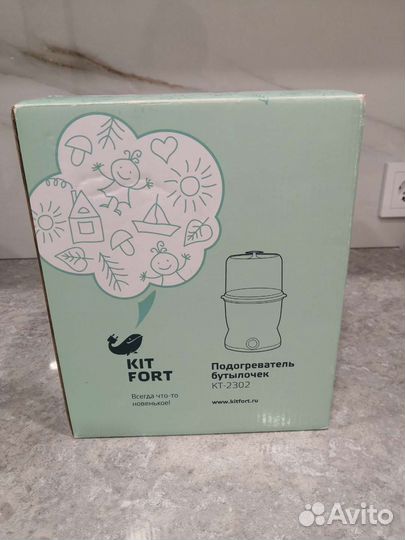 KIT
FORT
Всегда что-то
новенькое!
Подогреватель
бутылочек
КТ-2302
www.kitfort.ru
Avito